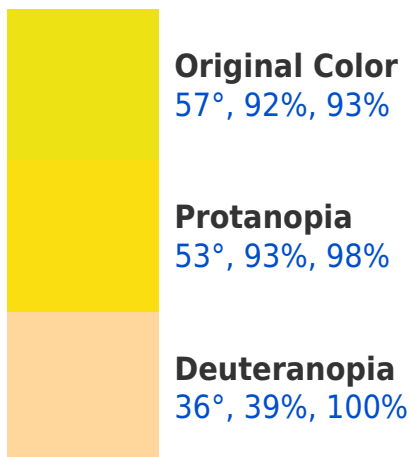 Original Color
57°, 92%, 93%
Protanopia
53°, 93%, 98%
Deuteranopia
36°, 39%, 100%